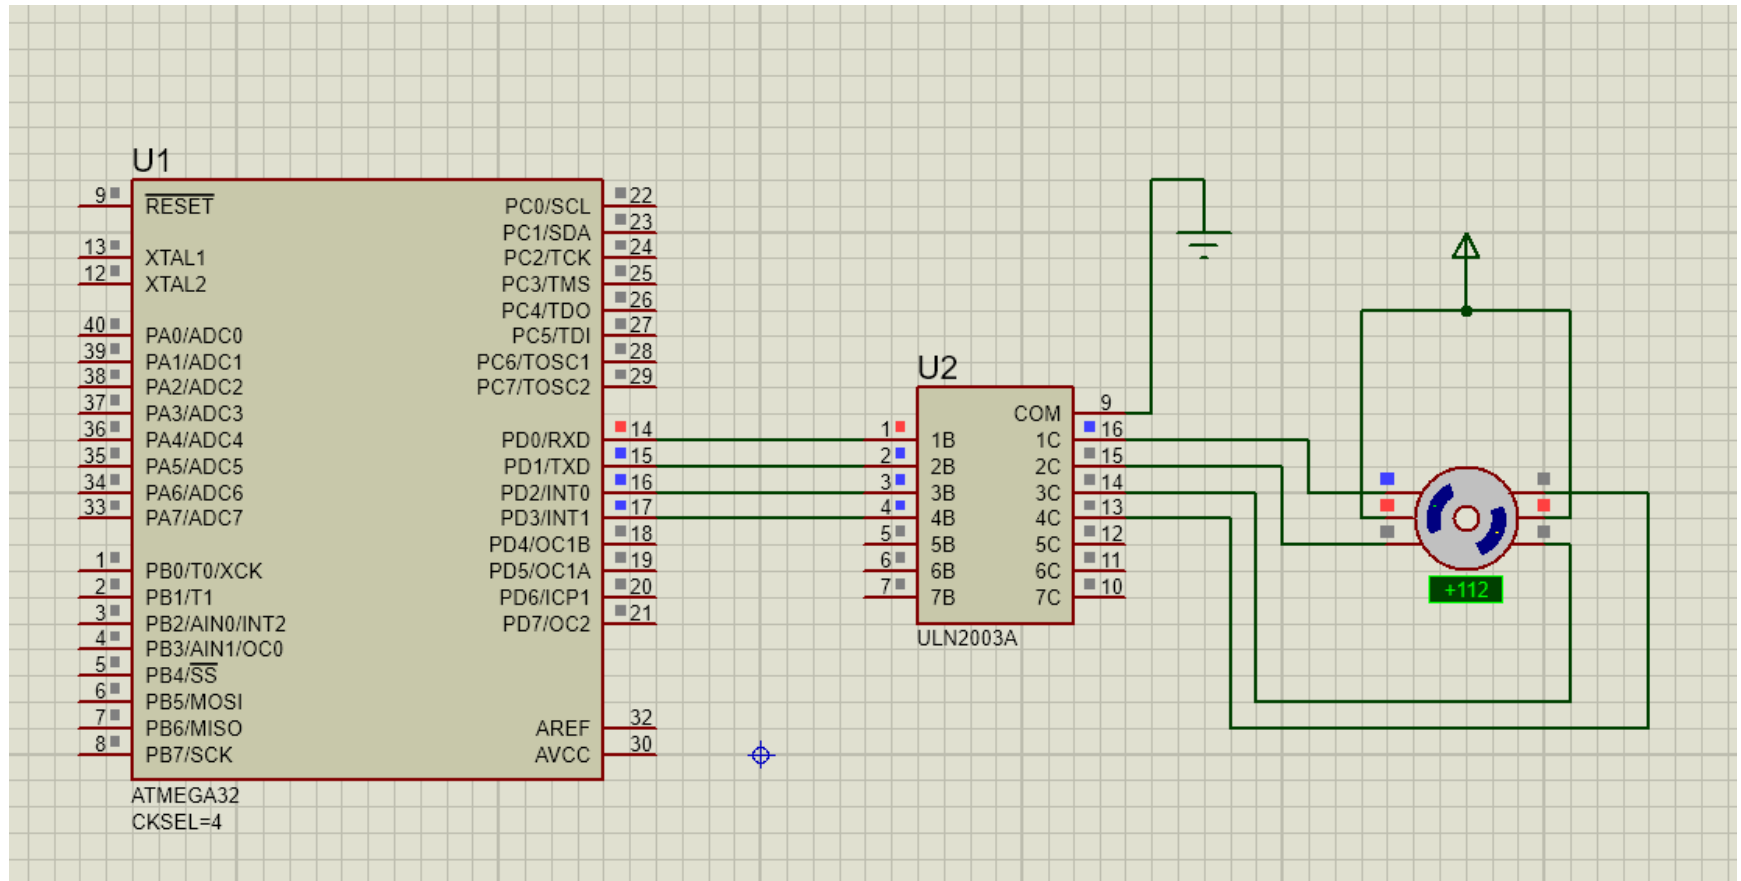 U1
9 RESET
13 XTAL1
12 XTAL2
40 PA0/ADC0
39 PA1/ADC1
38 PA2/ADC2
37 PA3/ADC3
36 PA4/ADC4
35 PA5/ADC5
34 PA6/ADC6
33 PA7/ADC7
1 PB0/T0/XCK
2 PB1/T1
3 PB2/AIN0/INT2
4 PB3/AIN1/OC0
5 PB4/SS
6 PB5/MOSI
7 PB6/MISO
8 PB7/SCK
PC0/SCL 22
PC1/SDA 23
PC2/TCK 24
PC3/TMS 25
PC4/TDO 26
PC5/TDI 27
PC6/TOSC1 28
PC7/TOSC2 29
PD0/RXD 14
PD1/TXD 15
PD2/INT0 16
PD3/INT1 17
PD4/OC1B 18
PD5/OC1A 19
PD6/ICP1 20
PD7/OC2 21
AREF 32
AVCC 30
ATMEGA32
CKSEL=4
U2
1 1B
2 2B
3 3B
4 4B
5 5B
6 6B
7 7B
COM 9
1C 16
2C 15
3C 14
4C 13
5C 12
6C 11
7C 10
ULN2003A
+112